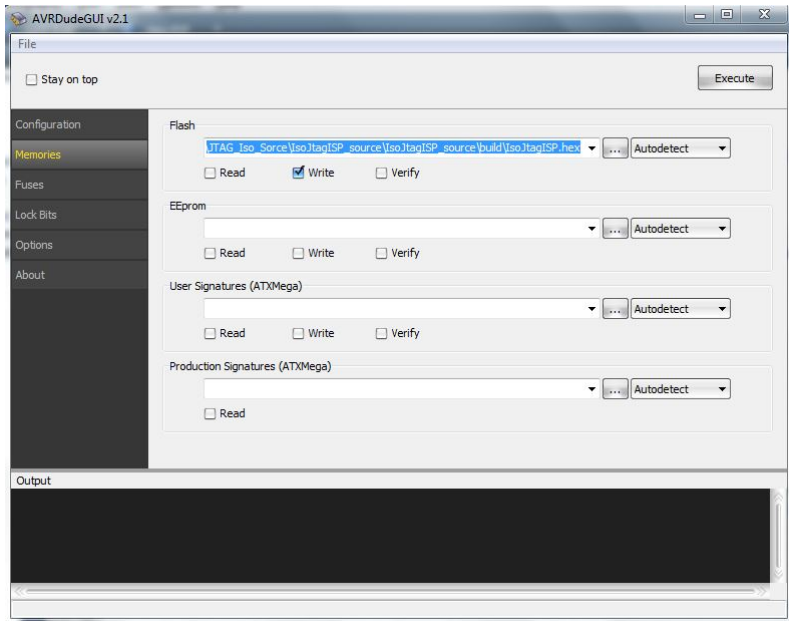 AVRDudeGUI v2.1
File
Stay on top
Execute
Configuration
Memories
Fuses
Lock Bits
Options
About
Flash
\JTAG_Iso_Sorce\IsoJtagISP_source\IsoJtagISP_source\build\IsoJtagISP.hex ... Autodetect
Read Write Verify
EEprom
... Autodetect
Read Write Verify
User Signatures (ATXMega)
... Autodetect
Read Write Verify
Production Signatures (ATXMega)
... Autodetect
Read
Output